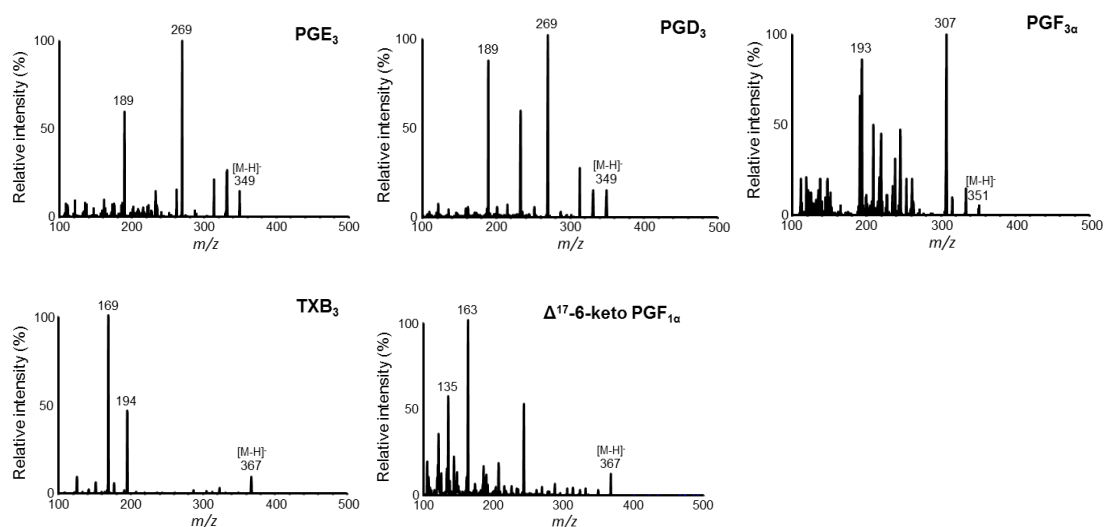 PGE3
Relative intensity (%)
100
50
0
269
189
[M-H]-
349
100 200 300 400 500
m/z
PGD3
Relative intensity (%)
100
50
0
269
189
[M-H]-
349
100 200 300 400 500
m/z
PGF3α
Relative intensity (%)
100
50
0
307
193
[M-H]-
351
100 200 300 400 500
m/z
TXB3
Relative intensity (%)
100
50
0
169
194
[M-H]-
367
100 200 300 400 500
m/z
Δ17-6-keto PGF1α
Relative intensity (%)
100
50
0
163
135
[M-H]-
367
100 200 300 400 500
m/z